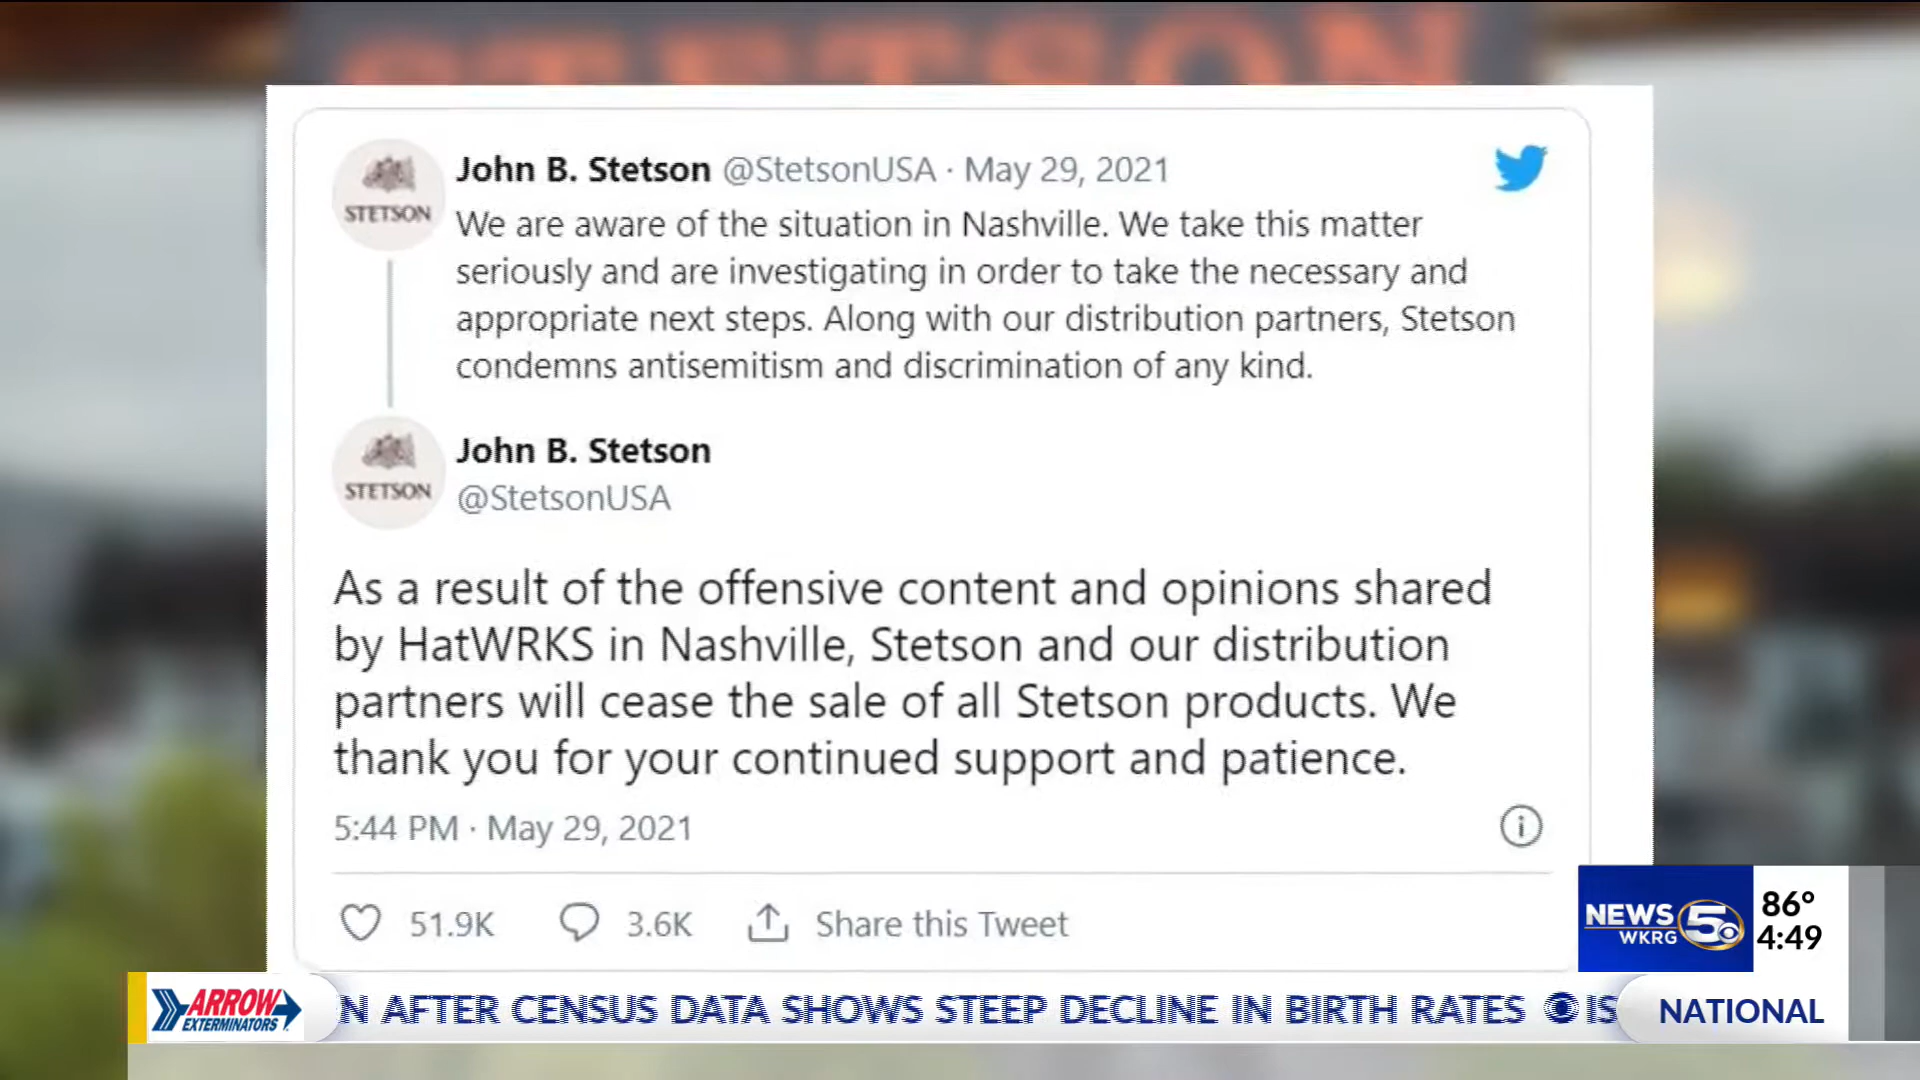 STETSON
John B. Stetson @StetsonUSA · May 29, 2021
STETSON
We are aware of the situation in Nashville. We take this matter
seriously and are investigating in order to take the necessary and
appropriate next steps. Along with our distribution partners, Stetson
condemns antisemitism and discrimination of any kind.
John B. Stetson
STETSON
@StetsonUSA
As a result of the offensive content and opinions shared
by HatWRKS in Nashville, Stetson and our distribution
partners will cease the sale of all Stetson products. We
thank you for your continued support and patience.
5:44 PM · May 29, 2021
51.9K 3.6K Share this Tweet
NEWS 5
WKRG
86°
4:49
ARROW
EXTERMINATORS
N AFTER CENSUS DATA SHOWS STEEP DECLINE IN BIRTH RATES IS
NATIONAL